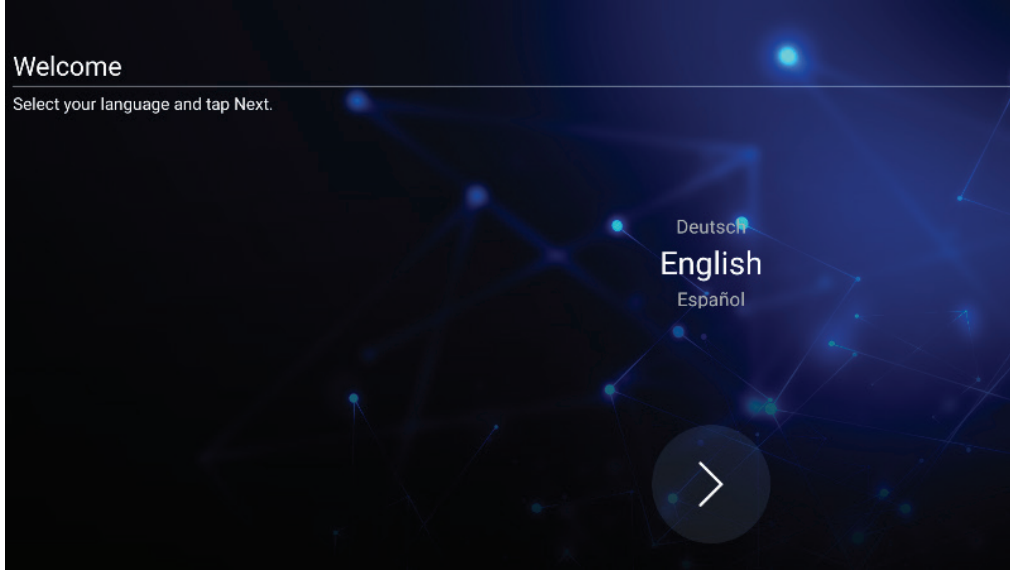 Welcome
Select your language and tap Next.
Deutsch
English
Español